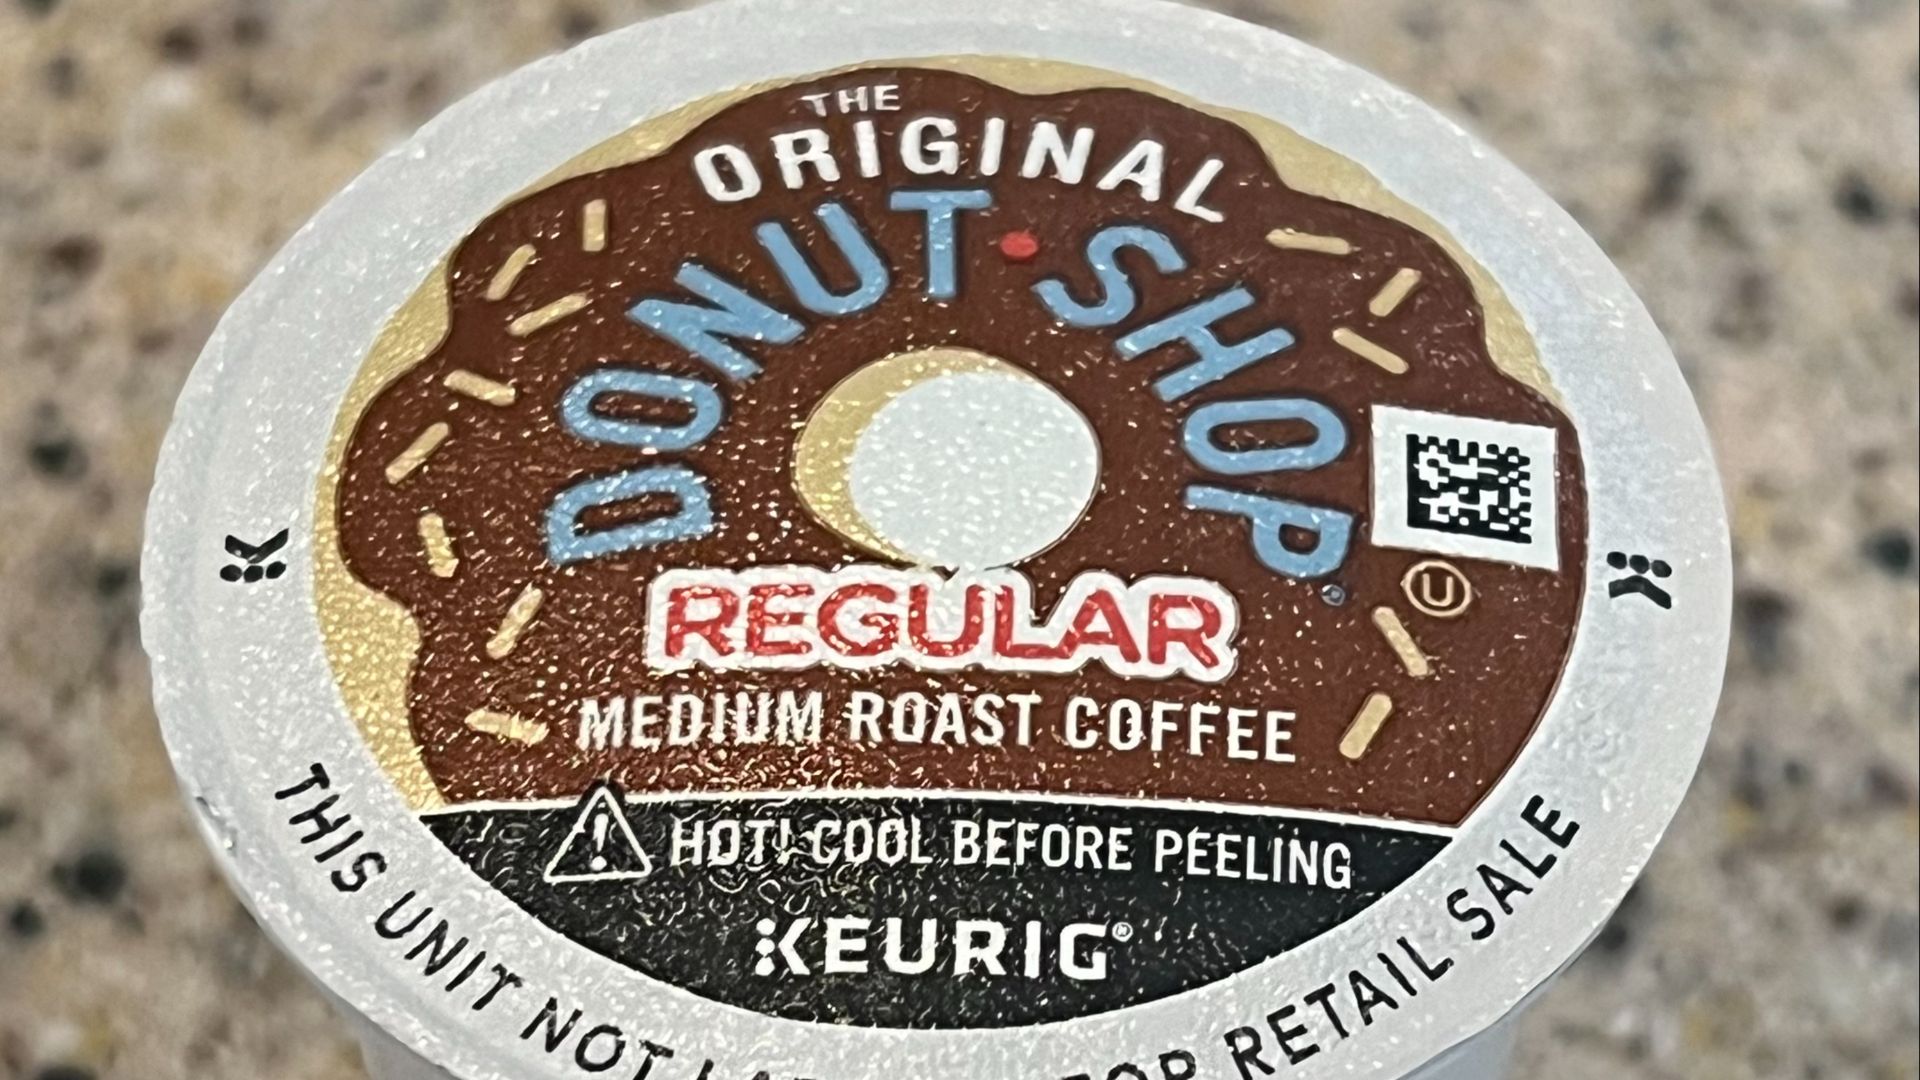 THE
ORIGINAL
DONUT•SHOP®
REGULAR
MEDIUM ROAST COFFEE
HOT! COOL BEFORE PEELING
KEURIG®
THIS UNIT NOT FOR RETAIL SALE
K
K
U